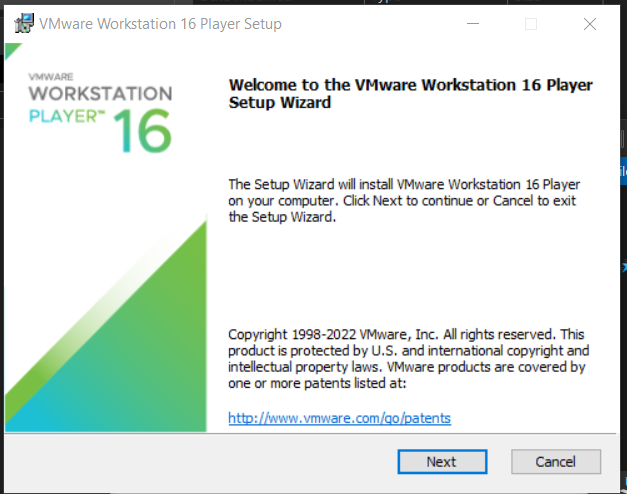 VMware Workstation 16 Player Setup
VMWARE
WORKSTATION
PLAYER™ 16
Welcome to the VMware Workstation 16 Player
Setup Wizard
The Setup Wizard will install VMware Workstation 16 Player
on your computer. Click Next to continue or Cancel to exit
the Setup Wizard.
Copyright 1998-2022 VMware, Inc. All rights reserved. This
product is protected by U.S. and international copyright and
intellectual property laws. VMware products are covered by
one or more patents listed at:
http://www.vmware.com/go/patents
Next
Cancel